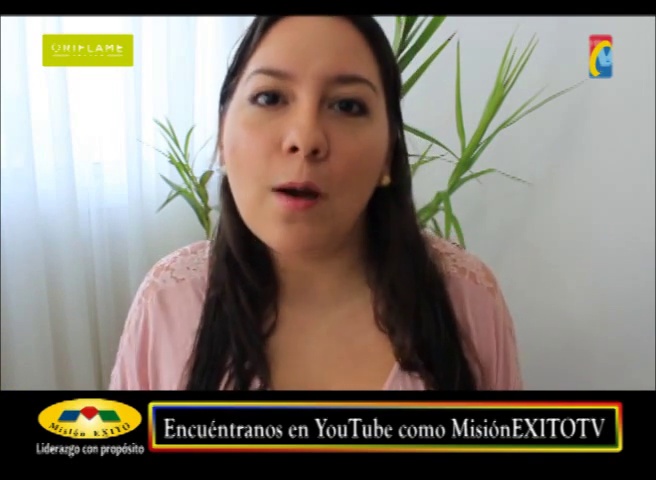 ORIFLAME
Misión EXITO
Liderazgo con propósito
Encuéntranos en YouTube como MisiónEXITOTV